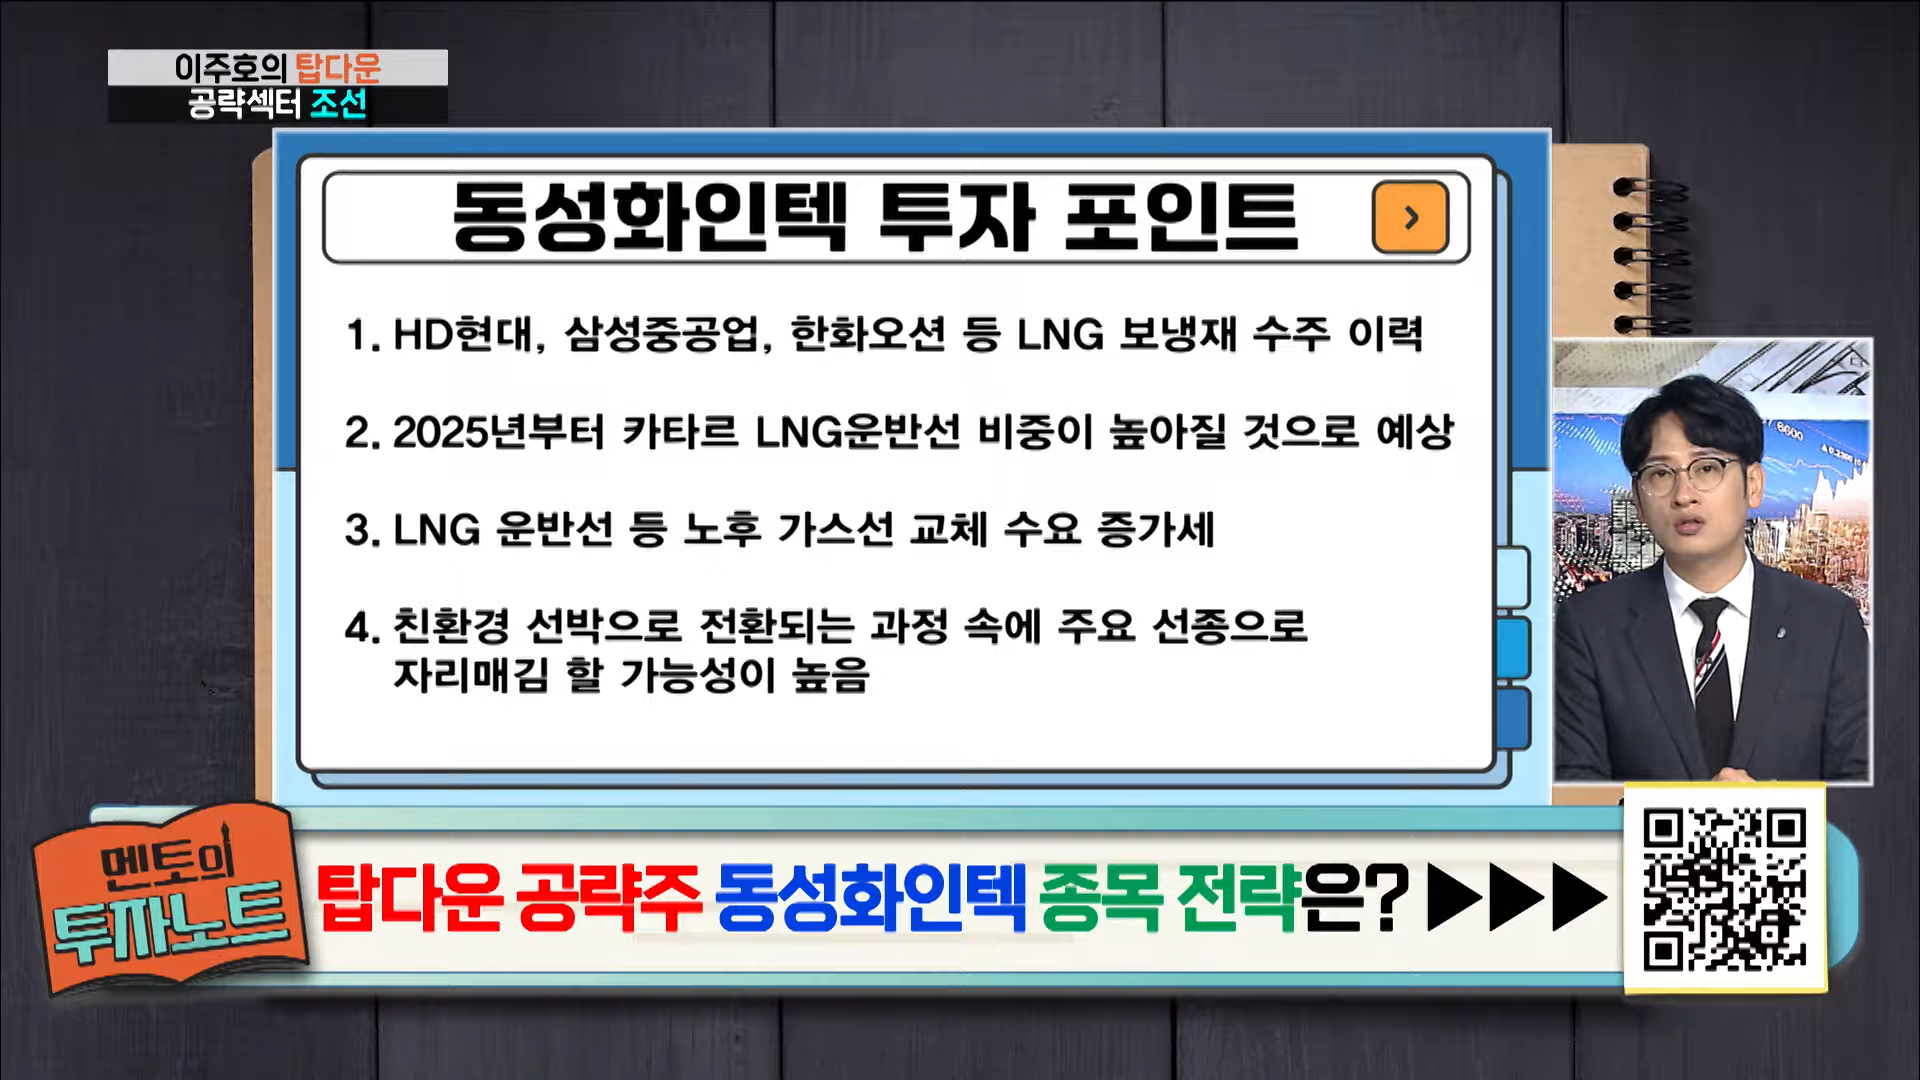 이주호의 탑다운
공략섹터 조선
동성화인텍 투자 포인트
1. HD현대, 삼성중공업, 한화오션 등 LNG 보냉재 수주 이력
2. 2025년부터 카타르 LNG운반선 비중이 높아질 것으로 예상
3. LNG 운반선 등 노후 가스선 교체 수요 증가세
4. 친환경 선박으로 전환되는 과정 속에 주요 선종으로
자리매김 할 가능성이 높음
6600
멘토의
투자노트
탑다운 공략주 동성화인텍 종목 전략은? ▶▶▶